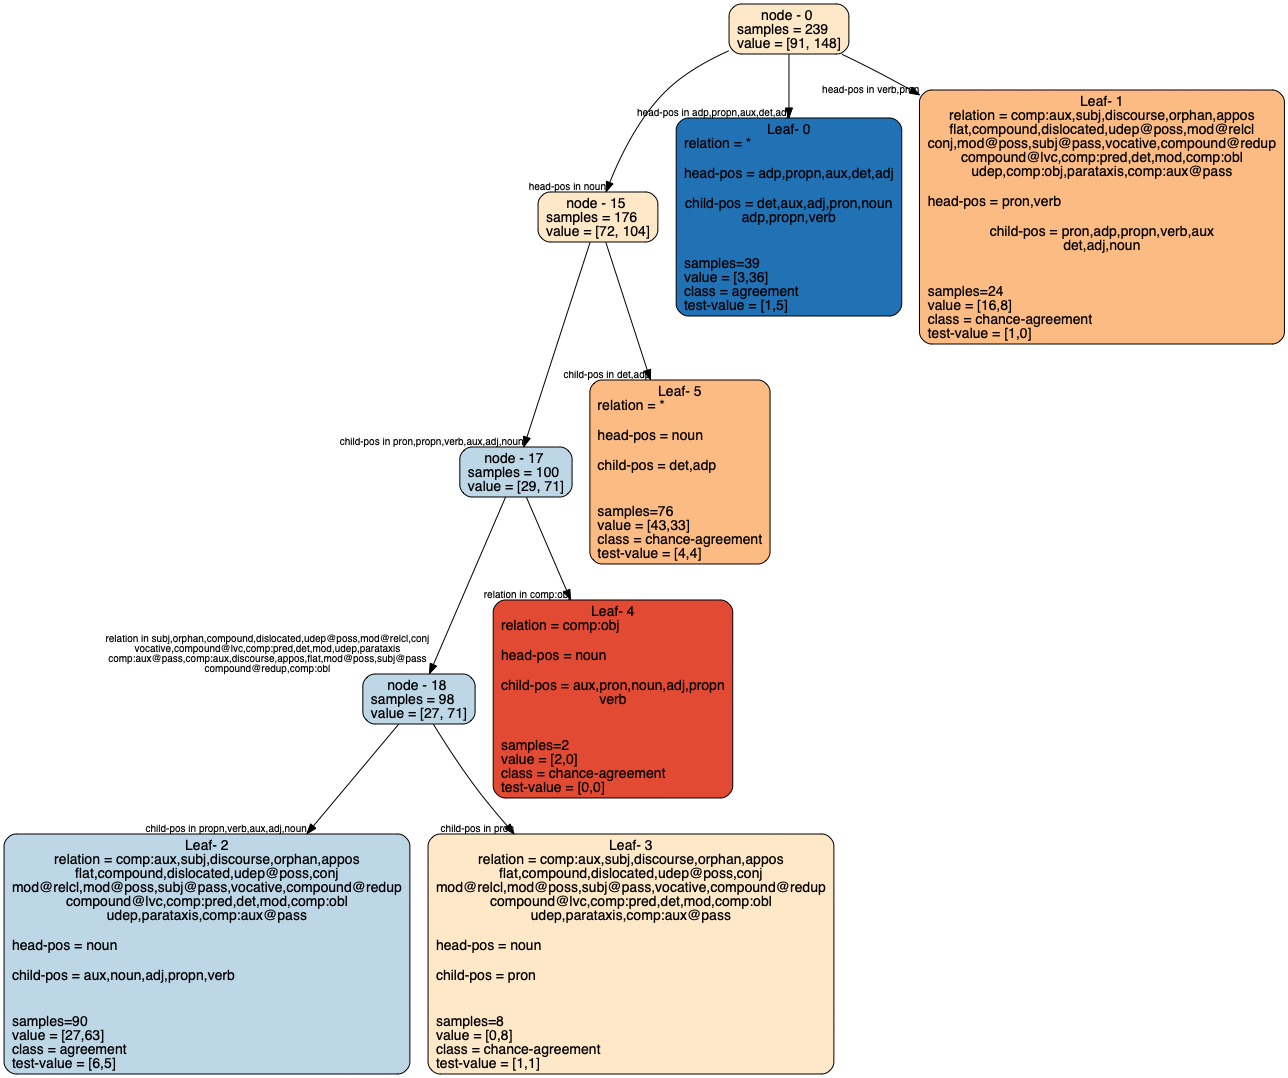 node - 0
samples = 239
value = [91, 148]
head-pos in verb,pron
head-pos in adp,propn,aux,det,adj
head-pos in noun
Leaf- 1
relation = comp:aux,subj,discourse,orphan,appos
flat,compound,dislocated,udep@poss,mod@relcl
conj,mod@poss,subj@pass,vocative,compound@redup
compound@lvc,comp:pred,det,mod,comp:obl
udep,comp:obj,parataxis,comp:aux@pass
head-pos = pron,verb
child-pos = pron,adp,propn,verb,aux
det,adj,noun
samples=24
value = [16,8]
class = chance-agreement
test-value = [1,0]
Leaf- 0
relation = *
head-pos = adp,propn,aux,det,adj
child-pos = det,aux,adj,pron,noun
adp,propn,verb
samples=39
value = [3,36]
class = agreement
test-value = [1,5]
node - 15
samples = 176
value = [72, 104]
child-pos in det,adp
child-pos in pron,propn,verb,aux,adj,noun
Leaf- 5
relation = *
head-pos = noun
child-pos = det,adp
samples=76
value = [43,33]
class = chance-agreement
test-value = [4,4]
node - 17
samples = 100
value = [29, 71]
relation in comp:obj
relation in subj,orphan,compound,dislocated,udep@poss,mod@relcl,conj
vocative,compound@lvc,comp:pred,det,mod,udep,parataxis
comp:aux@pass,comp:aux,discourse,appos,flat,mod@poss,subj@pass
compound@redup,comp:obl
Leaf- 4
relation = comp:obj
head-pos = noun
child-pos = aux,pron,noun,adj,propn
verb
samples=2
value = [2,0]
class = chance-agreement
test-value = [0,0]
node - 18
samples = 98
value = [27, 71]
child-pos in propn,verb,aux,adj,noun
child-pos in pron
Leaf- 2
relation = comp:aux,subj,discourse,orphan,appos
flat,compound,dislocated,udep@poss,conj
mod@relcl,mod@poss,subj@pass,vocative,compound@redup
compound@lvc,comp:pred,det,mod,comp:obl
udep,parataxis,comp:aux@pass
head-pos = noun
child-pos = aux,noun,adj,propn,verb
samples=90
value = [27,63]
class = agreement
test-value = [6,5]
Leaf- 3
relation = comp:aux,subj,discourse,orphan,appos
flat,compound,dislocated,udep@poss,conj
mod@relcl,mod@poss,subj@pass,vocative,compound@redup
compound@lvc,comp:pred,det,mod,comp:obl
udep,parataxis,comp:aux@pass
head-pos = noun
child-pos = pron
samples=8
value = [0,8]
class = chance-agreement
test-value = [1,1]